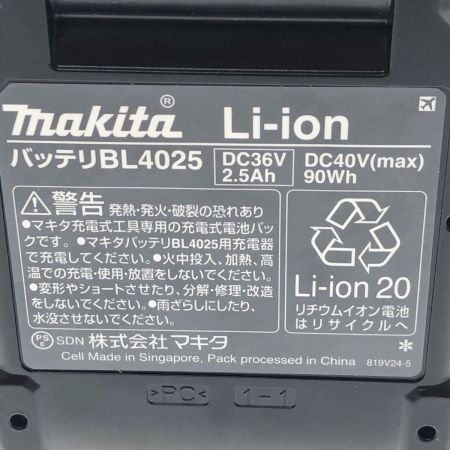 makita® Li-ion
バッテリBL4025 DC36V 2.5Ah DC40V(max) 90Wh
警告 発熱・発火・破裂の恐れあり
●マキタ充電式工具専用の充電式電池パックです。●マキタバッテリBL4025用充電器で充電してください。●火中投入、加熱、高温での充電・使用・放置をしないでください。
●変形やショートさせたり、分解・修理・改造をしないでください。●雨ざらしにしたり、水没させないでください。
Li-ion 20
リチウムイオン電池
はリサイクルへ
PS E SDN 株式会社マキタ
Cell Made in Singapore, Pack processed in China 819V24-5
*
>PC< 1-1